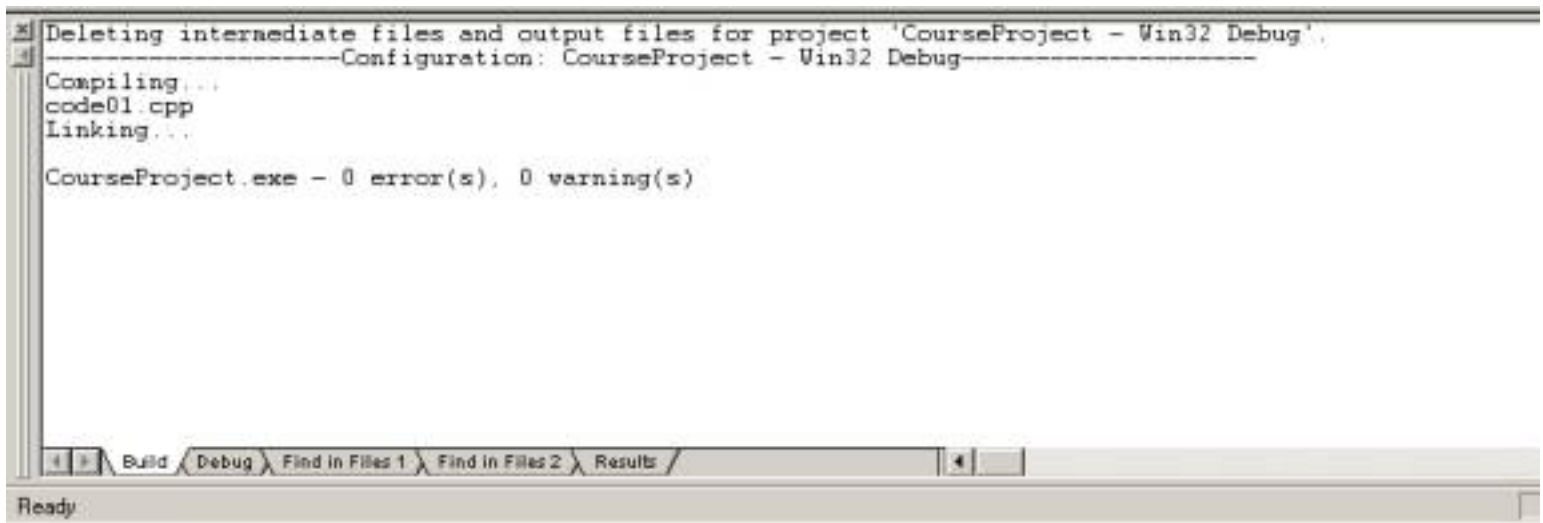 Deleting intermediate files and output files for project 'CourseProject - Win32 Debug'.
--------------------Configuration: CourseProject - Win32 Debug--------------------
Compiling...
code01.cpp
Linking...
CourseProject.exe - 0 error(s), 0 warning(s)
Build Debug Find in Files 1 Find in Files 2 Results
Ready